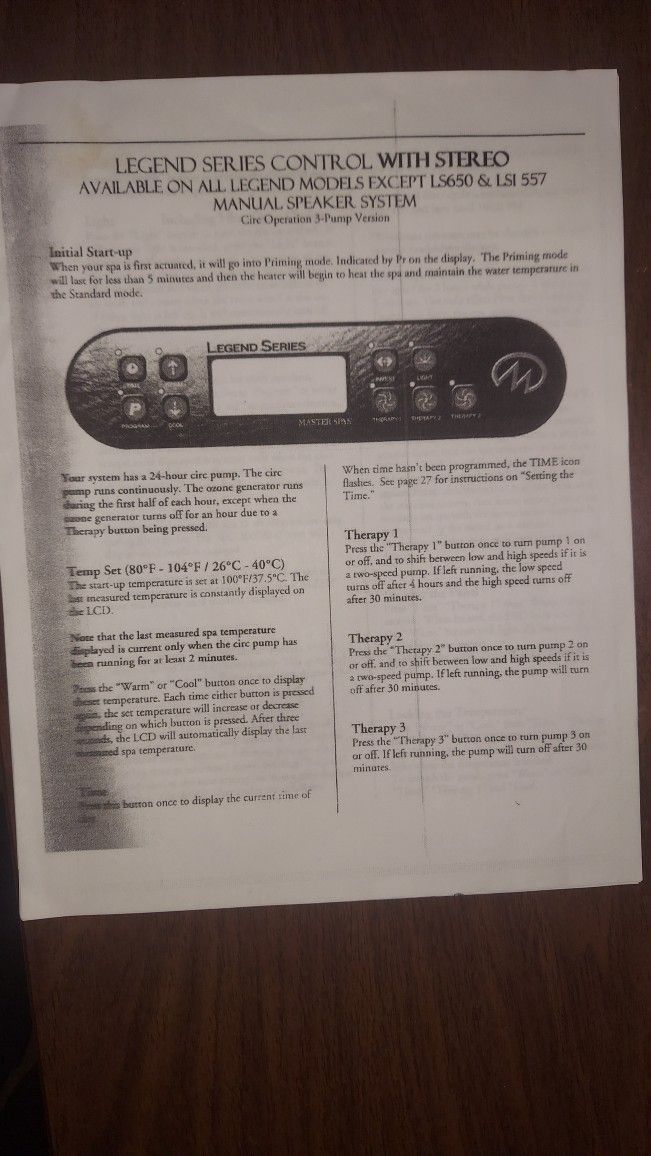 LEGEND SERIES CONTROL WITH STEREO
AVAILABLE ON ALL LEGEND MODELS EXCEPT LS650 & LSI 557
MANUAL SPEAKER SYSTEM
Circ Operation 3-Pump Version
Initial Start-up
When your spa is first actuated, it will go into Priming mode. Indicated by Pr on the display. The Priming mode
will last for less than 5 minutes and then the heater will begin to heat the spa and maintain the water temperature in
the Standard mode.
LEGEND SERIES
INVERT
LIGHT
P
PROGRAM
COOL
MASTER SPAS
THERAPY 1
THERAPY 2
THERAPY 3
Your system has a 24-hour circ pump. The circ
pump runs continuously. The ozone generator runs
during the first half of each hour, except when the
ozone generator turns off for an hour due to a
Therapy button being pressed.
Temp Set (80°F - 104°F / 26°C - 40°C)
The start-up temperature is set at 100°F/37.5°C. The
last measured temperature is constantly displayed on
the LCD.
Note that the last measured spa temperature
displayed is current only when the circ pump has
been running for at least 2 minutes.
Press the "Warm" or "Cool" button once to display
the set temperature. Each time either button is pressed
again, the set temperature will increase or decrease
depending on which button is pressed. After three
seconds, the LCD will automatically display the last
measured spa temperature.
Time
Press this button once to display the current time of
day.
When time hasn't been programmed, the TIME icon
flashes. See page 27 for instructions on "Setting the
Time."
Therapy 1
Press the "Therapy 1" button once to turn pump 1 on
or off, and to shift between low and high speeds if it is
a two-speed pump. If left running, the low speed
turns off after 4 hours and the high speed turns off
after 30 minutes.
Therapy 2
Press the "Therapy 2" button once to turn pump 2 on
or off, and to shift between low and high speeds if it is
a two-speed pump. If left running, the pump will turn
off after 30 minutes.
Therapy 3
Press the "Therapy 3" button once to turn pump 3 on
or off. If left running, the pump will turn off after 30
minutes.